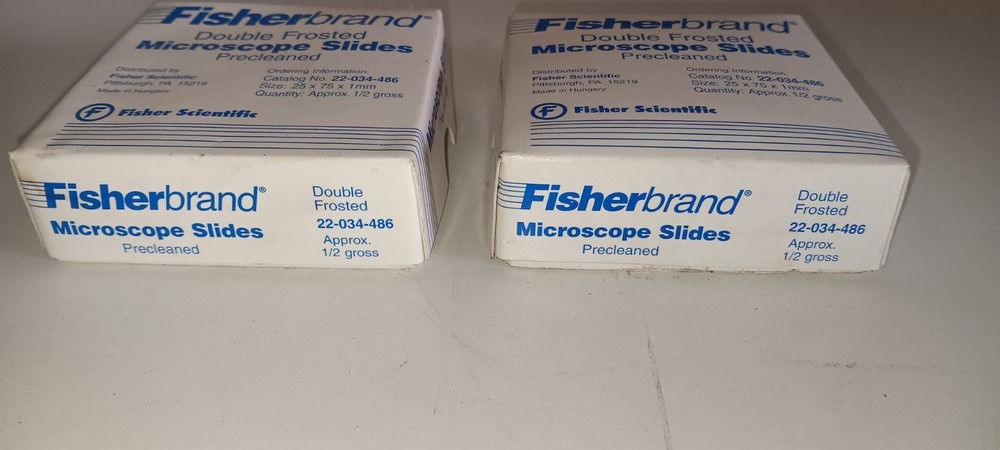 Fisherbrand®
Double Frosted
Microscope Slides
Precleaned
Distributed by
Fisher Scientific
Pittsburgh, PA 15219
Made in Hungary
Ordering Information:
Catalog No. 22-034-486
Size: 25 x 75 x 1mm
Quantity: Approx. 1/2 gross
F Fisher Scientific
Fisherbrand®
Microscope Slides
Precleaned
Double
Frosted
22-034-486
Approx.
1/2 gross
Fisherbrand®
Double Frosted
Microscope Slides
Precleaned
Distributed by
Fisher Scientific
Pittsburgh, PA 15219
Made in Hungary
Ordering Information:
Catalog No. 22-034-486
Size: 25 x 75 x 1mm
Quantity: Approx. 1/2 gross
F Fisher Scientific
Fisherbrand®
Microscope Slides
Precleaned
Double
Frosted
22-034-486
Approx.
1/2 gross